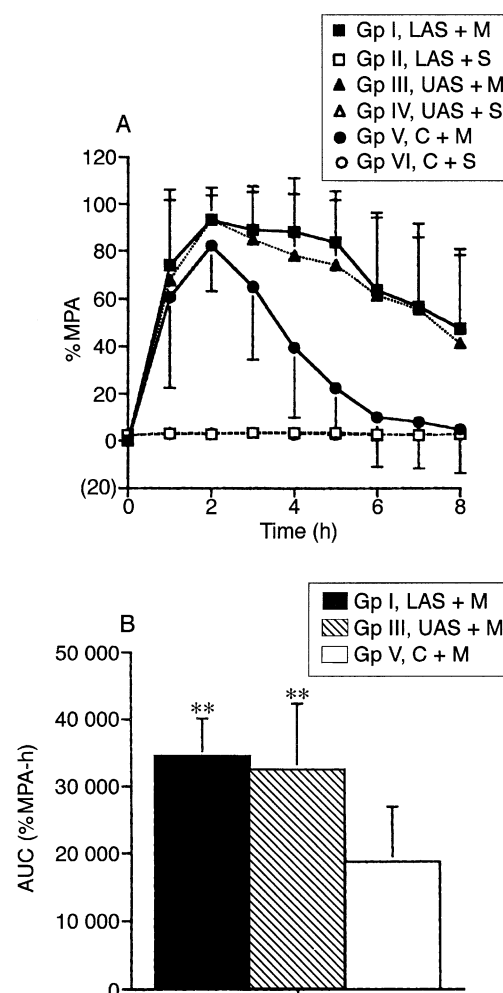 Gp I, LAS + M
Gp II, LAS + S
Gp III, UAS + M
Gp IV, UAS + S
Gp V, C + M
Gp VI, C + S
A
120
100
80
60
40
20
0
(20)
%MPA
0 2 4 6 8
Time (h)
Gp I, LAS + M
Gp III, UAS + M
Gp V, C + M
B
50 000
40 000
30 000
20 000
10 000
0
AUC (%MPA-h)
** **